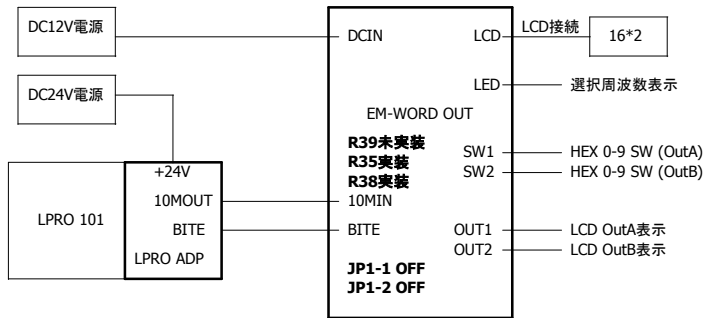 DC12V電源
DC24V電源
LPRO 101
+24V
10MOUT
BITE
LPRO ADP
DCIN
LCD
LED
EM-WORD OUT
R39未実装
R35実装
R38実装
10MIN
BITE
SW1
SW2
OUT1
OUT2
JP1-1 OFF
JP1-2 OFF
LCD接続
16*2
選択周波数表示
HEX 0-9 SW (OutA)
HEX 0-9 SW (OutB)
LCD OutA表示
LCD OutB表示